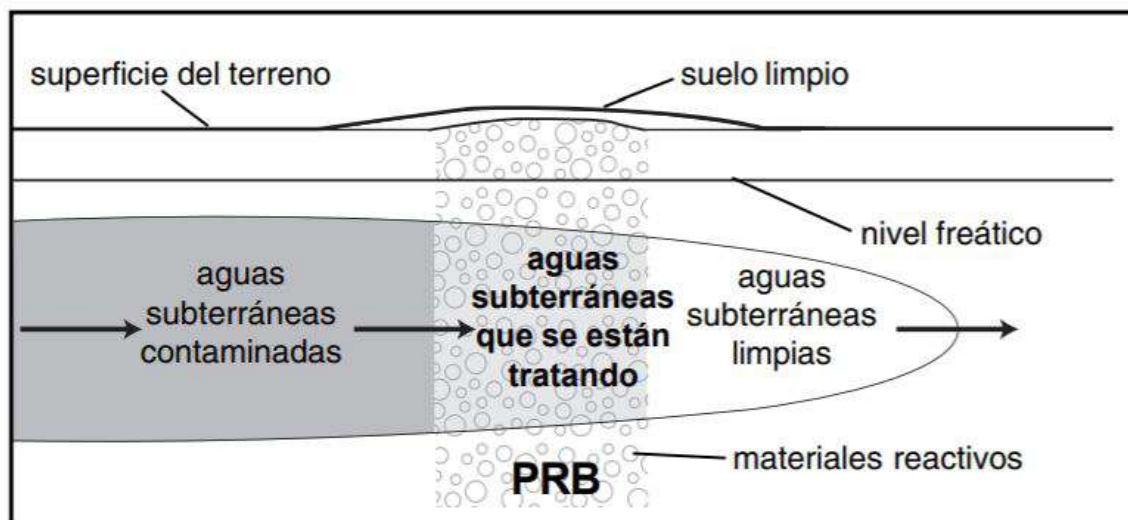 superficie del terreno
suelo limpio
nivel freático
aguas
subterráneas
contaminadas
aguas
subterráneas
que se están
tratando
aguas
subterráneas
limpias
materiales reactivos
PRB